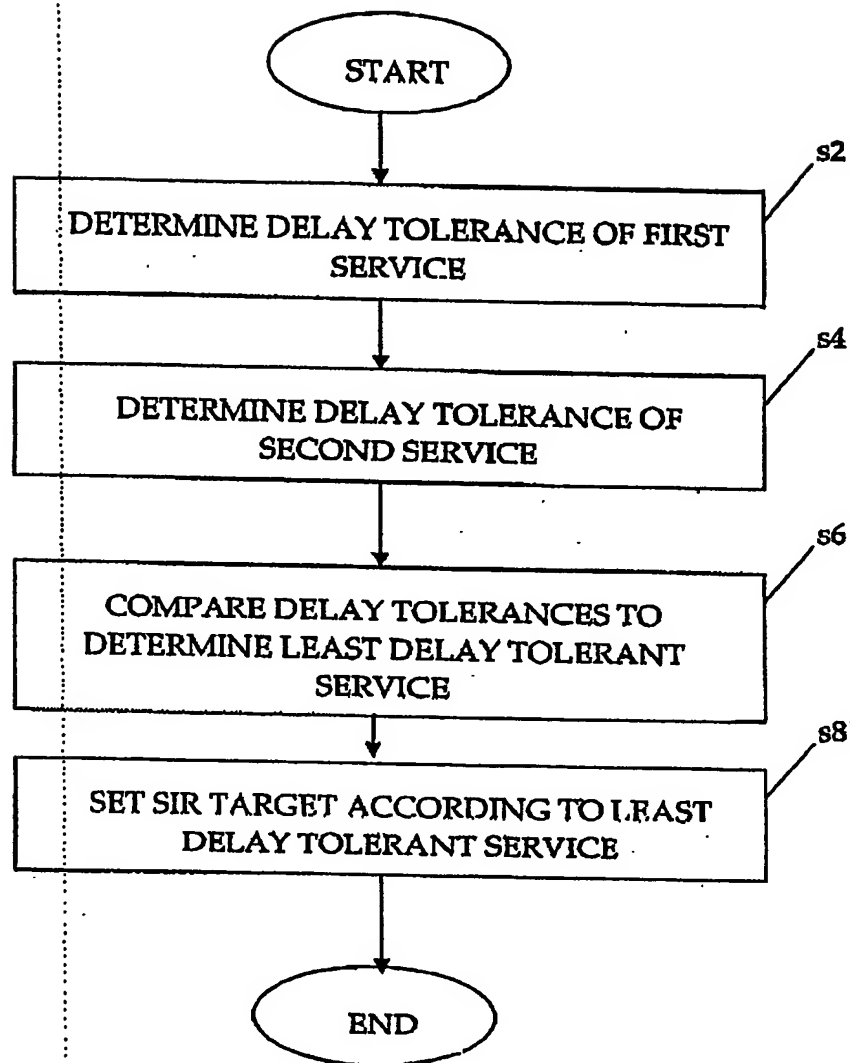 START
s2
DETERMINE DELAY TOLERANCE OF FIRST
SERVICE
s4
DETERMINE DELAY TOLERANCE OF
SECOND SERVICE
s6
COMPARE DELAY TOLERANCES TO
DETERMINE LEAST DELAY TOLERANT
SERVICE
s8
SET SIR TARGET ACCORDING TO LEAST
DELAY TOLERANT SERVICE
END